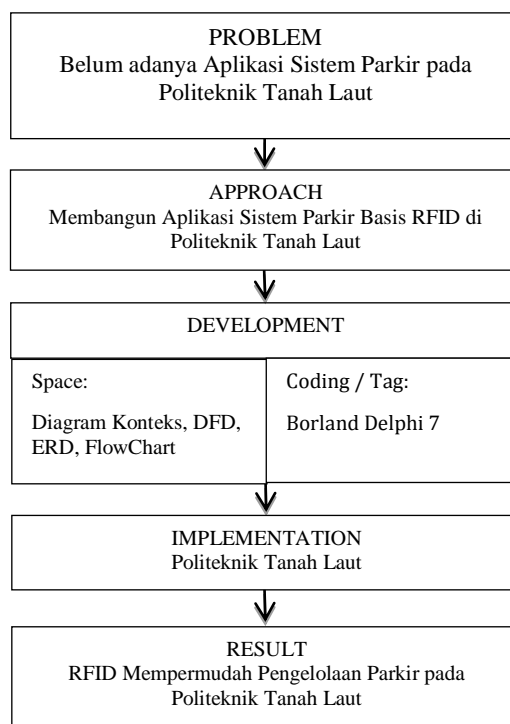 PROBLEM
Belum adanya Aplikasi Sistem Parkir pada
Politeknik Tanah Laut
APPROACH
Membangun Aplikasi Sistem Parkir Basis RFID di
Politeknik Tanah Laut
DEVELOPMENT
Space:
Diagram Konteks, DFD,
ERD, FlowChart
Coding / Tag:
Borland Delphi 7
IMPLEMENTATION
Politeknik Tanah Laut
RESULT
RFID Mempermudah Pengelolaan Parkir pada
Politeknik Tanah Laut